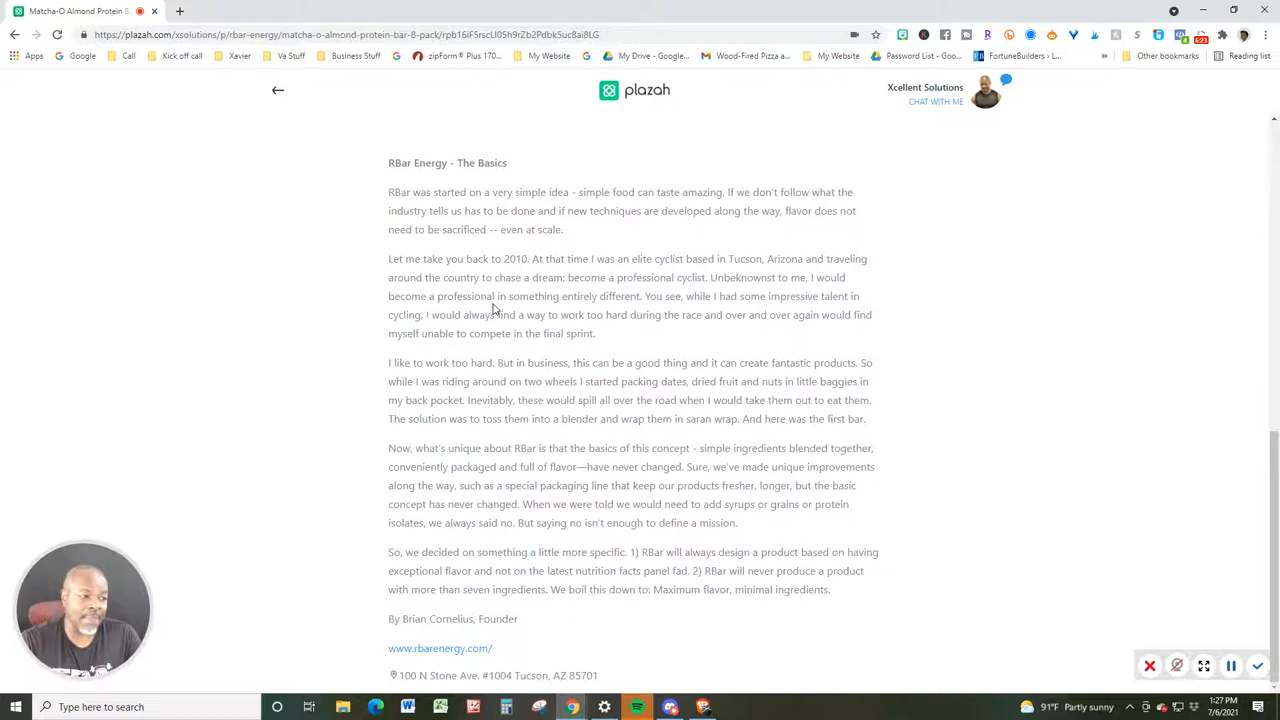 Matcha-O Almond Protein B
plazah.com/xsolutions/p/rbar-energy/matcha-o-almond-protein-bar-8-pack/rpb16iFSrscLl05h9rZb2Pdbk5uc8ai8LG
Apps Google Call Kick off call Xavier Vs Stuff Business Stuff My Website zipForm® Plus 170... My Website My Drive - Google... Wood-Fired Pizza a... My Website Password List - Goo... FortuneBuilders › L... » Other bookmarks Reading list
plazah
Xcellent Solutions
CHAT WITH ME
RBar Energy - The Basics
RBar was started on a very simple idea - simple food can taste amazing. If we don't follow what the
industry tells us has to be done and if new techniques are developed along the way, flavor does not
need to be sacrificed -- even at scale.
Let me take you back to 2010. At that time I was an elite cyclist based in Tucson, Arizona and traveling
around the country to chase a dream: become a professional cyclist. Unbeknownst to me, I would
become a professional in something entirely different. You see, while I had some impressive talent in
cycling, I would always find a way to work too hard during the race and over and over again would find
myself unable to compete in the final sprint.
I like to work too hard. But in business, this can be a good thing and it can create fantastic products. So
while I was riding around on two wheels I started packing dates, dried fruit and nuts in little baggies in
my back pocket. Inevitably, these would spill all over the road when I would take them out to eat them.
The solution was to toss them into a blender and wrap them in saran wrap. And here was the first bar.
Now, what's unique about RBar is that the basics of this concept - simple ingredients blended together,
conveniently packaged and full of flavor—have never changed. Sure, we've made unique improvements
along the way, such as a special packaging line that keep our products fresher, longer, but the basic
concept has never changed. When we were told we would need to add syrups or grains or protein
isolates, we always said no. But saying no isn't enough to define a mission.
So, we decided on something a little more specific. 1) RBar will always design a product based on having
exceptional flavor and not on the latest nutrition facts panel fad. 2) RBar will never produce a product
with more than seven ingredients. We boil this down to: Maximum flavor, minimal ingredients.
By Brian Cornelius, Founder
www.rbarenergy.com/
100 N Stone Ave. #1004 Tucson, AZ 85701
Type here to search
91°F Partly sunny
1:27 PM
7/6/2021